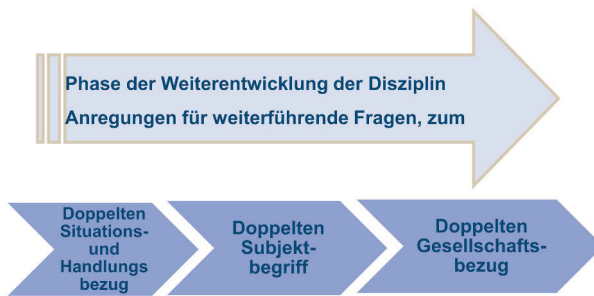 Phase der Weiterentwicklung der Disziplin
Anregungen für weiterführende Fragen, zum
Doppelten
Situations-
und
Handlungs
bezug
Doppelten
Subjekt-
begriff
Doppelten
Gesellschafts-
bezug